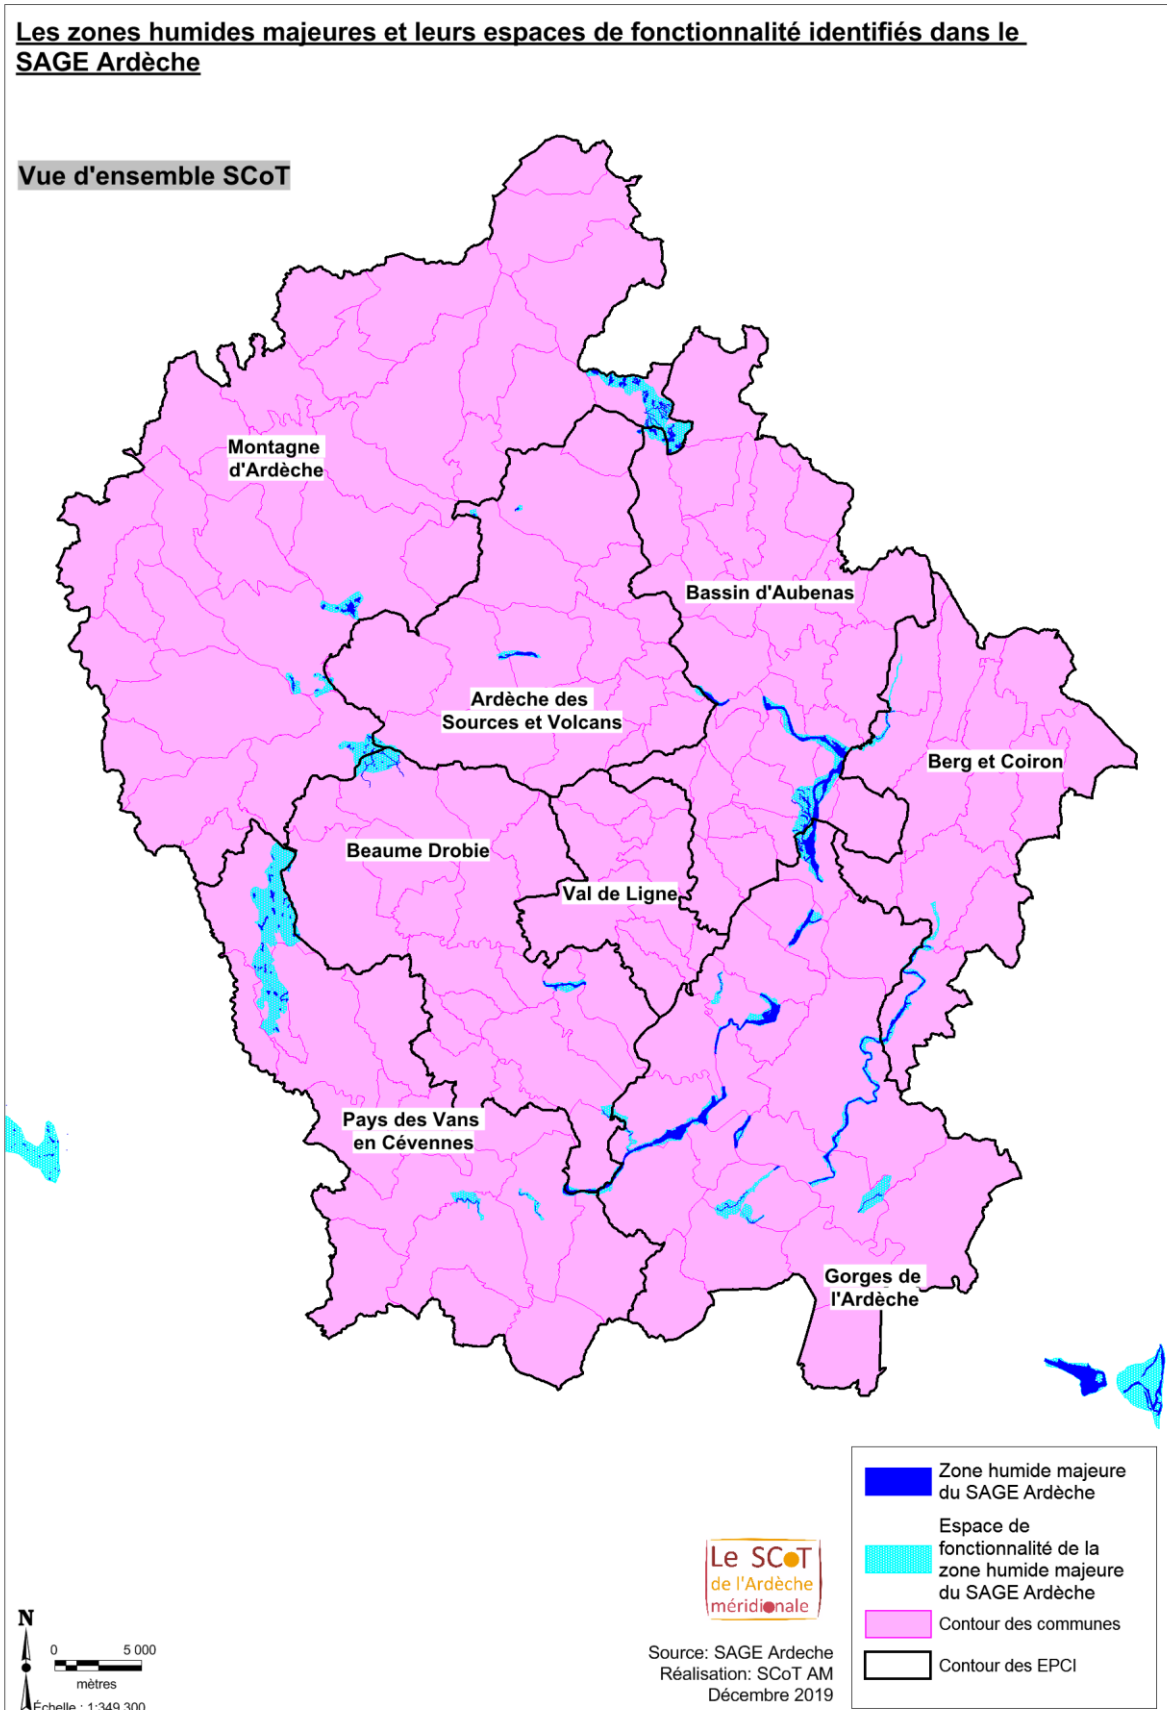 Les zones humides majeures et leurs espaces de fonctionnalité identifiés dans le
SAGE Ardèche
Vue d'ensemble SCoT
Montagne
d'Ardèche
Bassin d'Aubenas
Ardèche des
Sources et Volcans
Berg et Coiron
Beaume Drobie
Val de Ligne
Pays des Vans
en Cévennes
Gorges de
l'Ardèche
Zone humide majeure
du SAGE Ardèche
Espace de
fonctionnalité de la
zone humide majeure
du SAGE Ardèche
Contour des communes
Contour des EPCI
Le SCoT
de l'Ardèche
méridionale
Source: SAGE Ardeche
Réalisation: SCoT AM
Décembre 2019
N
0 5 000
mètres
Échelle : 1:349 300